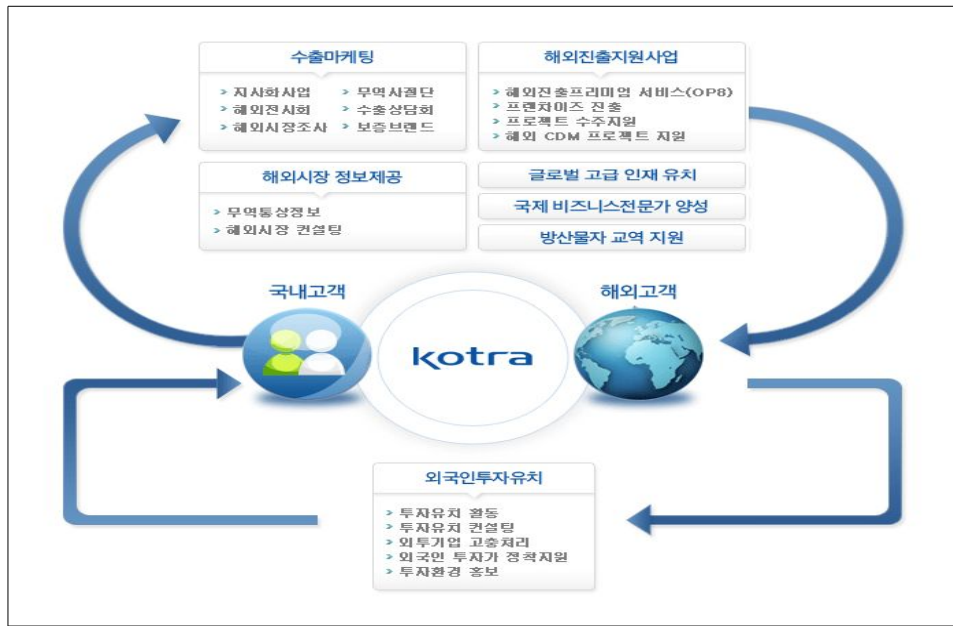 수출마케팅
> 지사화사업 > 무역사절단
> 해외전시회 > 수출상담회
> 해외시장조사 > 보증브랜드
해외진출지원사업
> 해외진출프리미엄 서비스(OP8)
> 프랜차이즈 진출
> 프로젝트 수주지원
> 해외 CDM 프로젝트 지원
해외시장 정보제공
> 무역통상정보
> 해외시장 컨설팅
글로벌 고급 인재 유치
국제 비즈니스전문가 양성
방산물자 교역 지원
국내고객
해외고객
kotra
외국인투자유치
> 투자유치 활동
> 투자유치 컨설팅
> 외투기업 고충처리
> 외국인 투자가 정착지원
> 투자환경 홍보